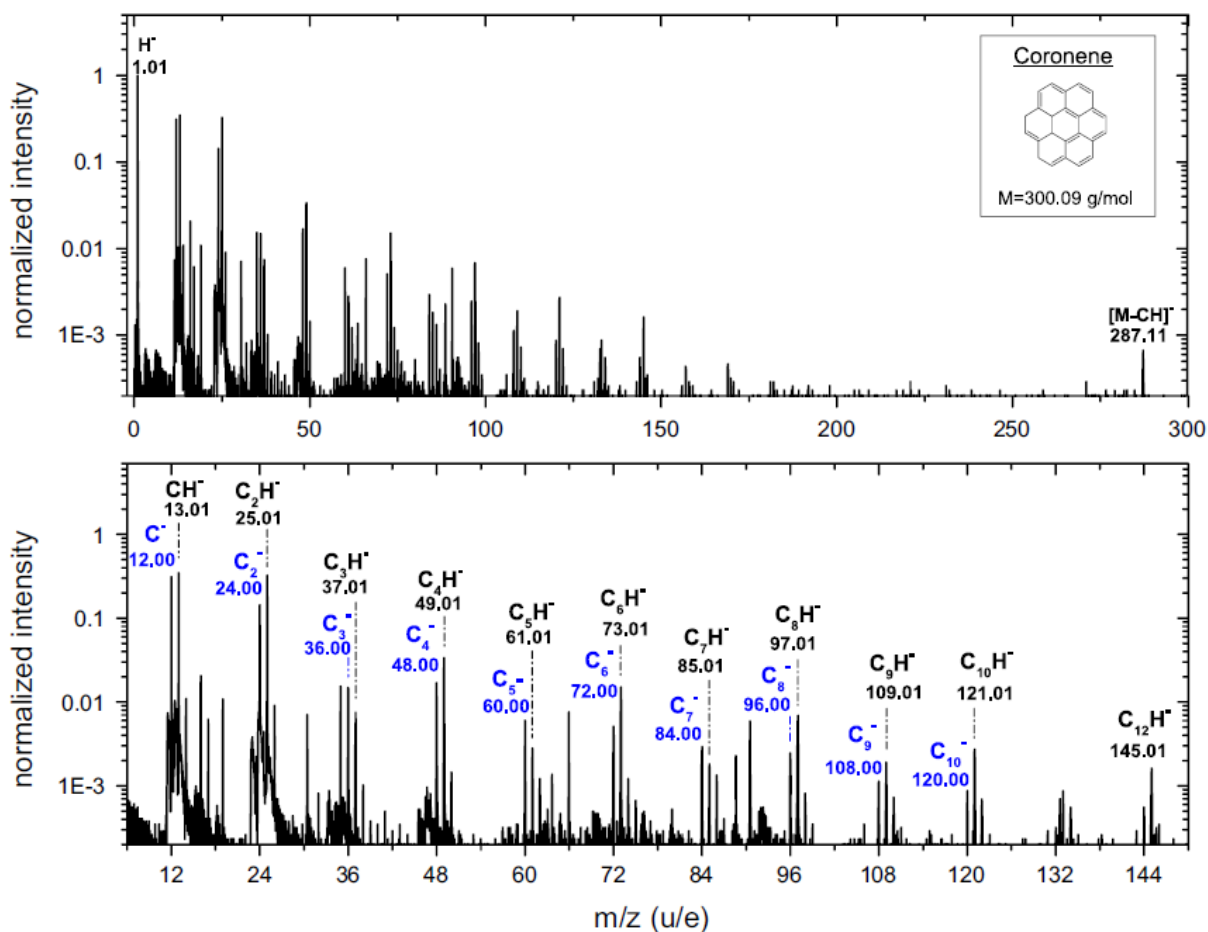 normalized intensity
1
0.1
0.01
1E-3
H⁻
1.01
Coronene
M=300.09 g/mol
[M–CH]⁻
287.11
0 50 100 150 200 250 300
normalized intensity
1
0.1
0.01
1E-3
C⁻
12.00
CH⁻
13.01
C₂⁻
24.00
C₂H⁻
25.01
C₃⁻
36.00
C₃H⁻
37.01
C₄⁻
48.00
C₄H⁻
49.01
C₅⁻
60.00
C₅H⁻
61.01
C₆⁻
72.00
C₆H⁻
73.01
C₇⁻
84.00
C₇H⁻
85.01
C₈⁻
96.00
C₈H⁻
97.01
C₉⁻
108.00
C₉H⁻
109.01
C₁₀⁻
120.00
C₁₀H⁻
121.01
C₁₂H⁻
145.01
12 24 36 48 60 72 84 96 108 120 132 144
m/z (u/e)